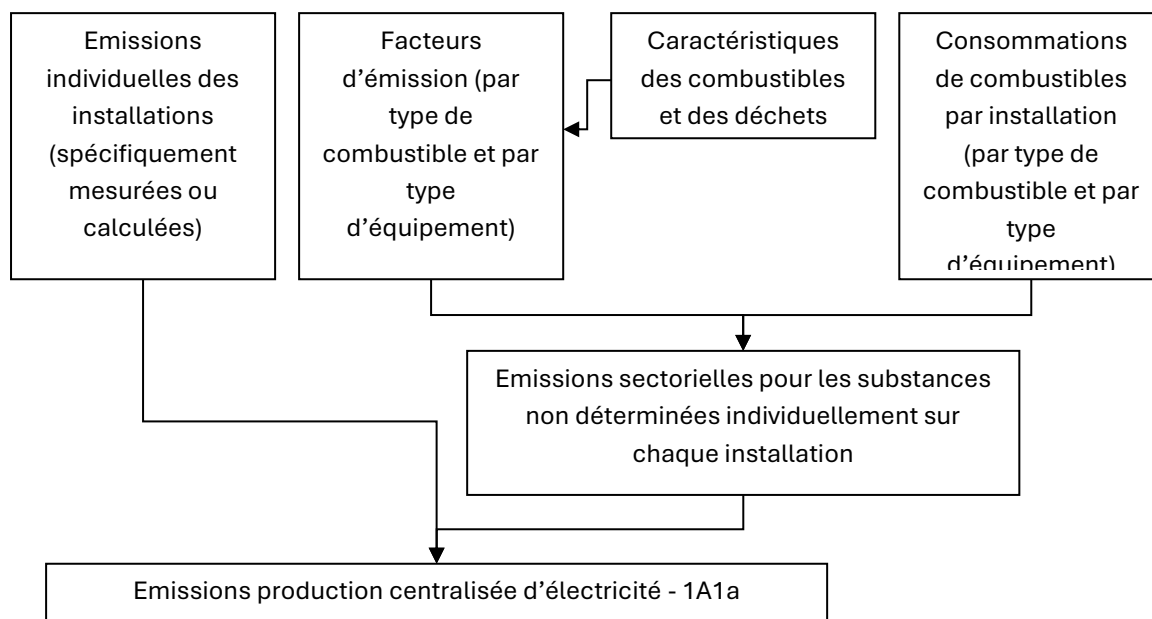 Emissions
individuelles des
installations
(spécifiquement
mesurées ou
calculées)
Facteurs
d’émission (par
type de
combustible et par
type
d’équipement)
Caractéristiques
des combustibles
et des déchets
Consommations
de combustibles
par installation
(par type de
combustible et par
type
d’équipement)
Emissions sectorielles pour les substances
non déterminées individuellement sur
chaque installation
Emissions production centralisée d’électricité - 1A1a